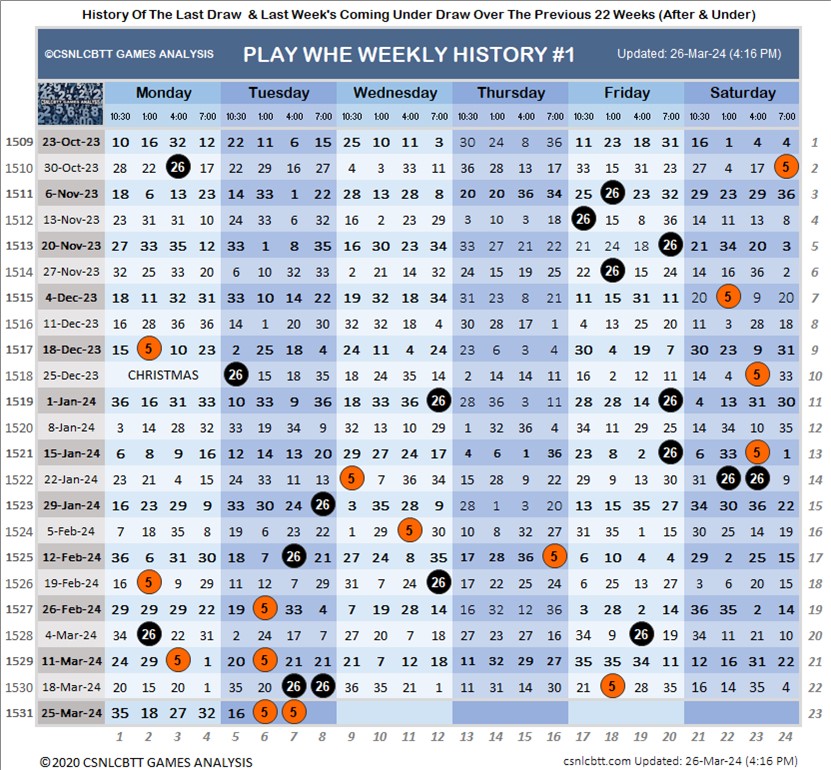 History Of The Last Draw & Last Week's Coming Under Draw Over The Previous 22 Weeks (After & Under)
©CSNLCBTT GAMES ANALYSIS PLAY WHE WEEKLY HISTORY #1 Updated: 26-Mar-24 (4:16 PM)
Monday Tuesday Wednesday Thursday Friday Saturday
CSNLCBTT GAMES ANALYSIS 10:30 1:00 4:00 7:00 10:30 1:00 4:00 7:00 10:30 1:00 4:00 7:00 10:30 1:00 4:00 7:00 10:30 1:00 4:00 7:00 10:30 1:00 4:00 7:00
1509 23-Oct-23 10 16 32 12 22 11 6 15 25 10 11 3 30 24 8 36 11 23 18 31 16 1 4 4 1
1510 30-Oct-23 28 22 26 17 22 29 16 27 4 3 33 11 36 28 13 17 33 1 31 23 27 4 17 5 2
1511 6-Nov-23 18 6 13 23 14 33 1 22 28 13 28 8 20 20 36 34 25 26 23 32 29 23 29 36 3
1512 13-Nov-23 23 31 31 10 24 33 6 32 16 2 23 29 3 10 3 18 26 15 8 36 14 11 13 8 4
1513 20-Nov-23 27 33 35 12 33 1 8 35 16 30 23 34 33 27 21 22 21 24 18 26 21 34 20 3 5
1514 27-Nov-23 32 25 33 20 6 10 32 33 2 21 14 32 24 15 19 25 22 26 15 24 14 16 36 2 6
1515 4-Dec-23 18 11 32 31 33 10 14 22 19 32 18 34 31 23 8 21 11 15 31 11 20 5 9 20 7
1516 11-Dec-23 16 28 36 36 14 1 20 30 32 32 18 4 30 28 17 1 4 13 25 20 11 3 28 18 8
1517 18-Dec-23 15 5 10 23 2 25 18 4 24 11 4 24 23 6 3 4 30 4 19 7 30 23 9 31 9
1518 25-Dec-23 CHRISTMAS 26 15 18 35 18 24 35 14 2 14 14 11 16 2 12 11 14 4 5 33 10
1519 1-Jan-24 36 16 31 33 10 33 9 36 18 33 36 26 28 36 3 11 28 28 14 26 4 13 31 30 11
1520 8-Jan-24 3 14 28 32 33 19 34 9 32 13 10 29 1 32 36 4 34 11 29 25 14 34 10 35 12
1521 15-Jan-24 6 8 9 16 12 14 13 20 29 27 24 17 4 6 1 36 23 8 2 26 6 33 5 1 13
1522 22-Jan-24 23 21 4 15 24 33 11 13 5 7 36 34 15 28 9 22 29 9 13 30 31 26 26 9 14
1523 29-Jan-24 16 23 29 9 33 30 24 26 3 35 28 9 28 1 3 20 13 15 35 27 34 30 36 22 15
1524 5-Feb-24 7 18 35 8 19 6 23 22 1 29 5 30 10 8 32 27 31 35 1 15 30 25 14 19 16
1525 12-Feb-24 36 6 31 30 18 7 26 21 27 24 8 35 17 28 36 5 6 10 4 4 29 2 25 15 17
1526 19-Feb-24 16 5 9 29 11 12 7 29 31 7 24 26 17 22 25 24 6 25 13 27 3 6 20 15 18
1527 26-Feb-24 29 29 29 22 19 5 33 4 7 19 28 14 16 32 12 36 3 28 2 14 36 35 2 14 19
1528 4-Mar-24 34 26 22 31 2 24 17 7 27 20 7 18 27 23 27 16 34 9 26 19 34 11 21 10 20
1529 11-Mar-24 24 29 5 1 20 5 21 21 21 7 12 18 11 32 29 27 35 35 34 11 12 16 31 22 21
1530 18-Mar-24 20 15 20 1 35 20 26 26 36 35 21 1 11 31 14 30 21 5 28 35 16 14 35 4 22
1531 25-Mar-24 35 18 27 32 16 5 5 23
1 2 3 4 5 6 7 8 9 10 11 12 13 14 15 16 17 18 19 20 21 22 23 24
©2020 CSNLCBTT GAMES ANALYSIS csnlcbtt.com Updated: 26-Mar-24 (4:16 PM)